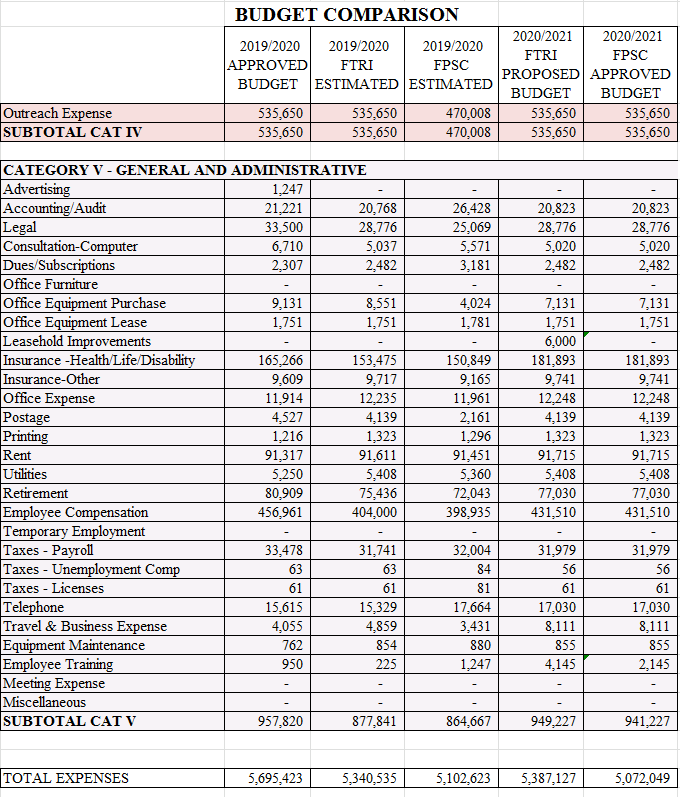 BUDGET COMPARISON
2019/2020 APPROVED BUDGET 2019/2020 FTRI ESTIMATED 2019/2020 FPSC ESTIMATED 2020/2021 FTRI PROPOSED BUDGET 2020/2021 FPSC APPROVED BUDGET
Outreach Expense 535,650 535,650 470,008 535,650 535,650
SUBTOTAL CAT IV 535,650 535,650 470,008 535,650 535,650
CATEGORY V - GENERAL AND ADMINISTRATIVE
Advertising 1,247 - - - -
Accounting/Audit 21,221 20,768 26,428 20,823 20,823
Legal 33,500 28,776 25,069 28,776 28,776
Consultation-Computer 6,710 5,037 5,571 5,020 5,020
Dues/Subscriptions 2,307 2,482 3,181 2,482 2,482
Office Furniture - - - - -
Office Equipment Purchase 9,131 8,551 4,024 7,131 7,131
Office Equipment Lease 1,751 1,751 1,781 1,751 1,751
Leasehold Improvements - - - 6,000 -
Insurance -Health/Life/Disability 165,266 153,475 150,849 181,893 181,893
Insurance-Other 9,609 9,717 9,165 9,741 9,741
Office Expense 11,914 12,235 11,961 12,248 12,248
Postage 4,527 4,139 2,161 4,139 4,139
Printing 1,216 1,323 1,296 1,323 1,323
Rent 91,317 91,611 91,451 91,715 91,715
Utilities 5,250 5,408 5,360 5,408 5,408
Retirement 80,909 75,436 72,043 77,030 77,030
Employee Compensation 456,961 404,000 398,935 431,510 431,510
Temporary Employment - - - - -
Taxes - Payroll 33,478 31,741 32,004 31,979 31,979
Taxes - Unemployment Comp 63 63 84 56 56
Taxes - Licenses 61 61 81 61 61
Telephone 15,615 15,329 17,664 17,030 17,030
Travel & Business Expense 4,055 4,859 3,431 8,111 8,111
Equipment Maintenance 762 854 880 855 855
Employee Training 950 225 1,247 4,145 2,145
Meeting Expense - - - - -
Miscellaneous - - - - -
SUBTOTAL CAT V 957,820 877,841 864,667 949,227 941,227
TOTAL EXPENSES 5,695,423 5,340,535 5,102,623 5,387,127 5,072,049